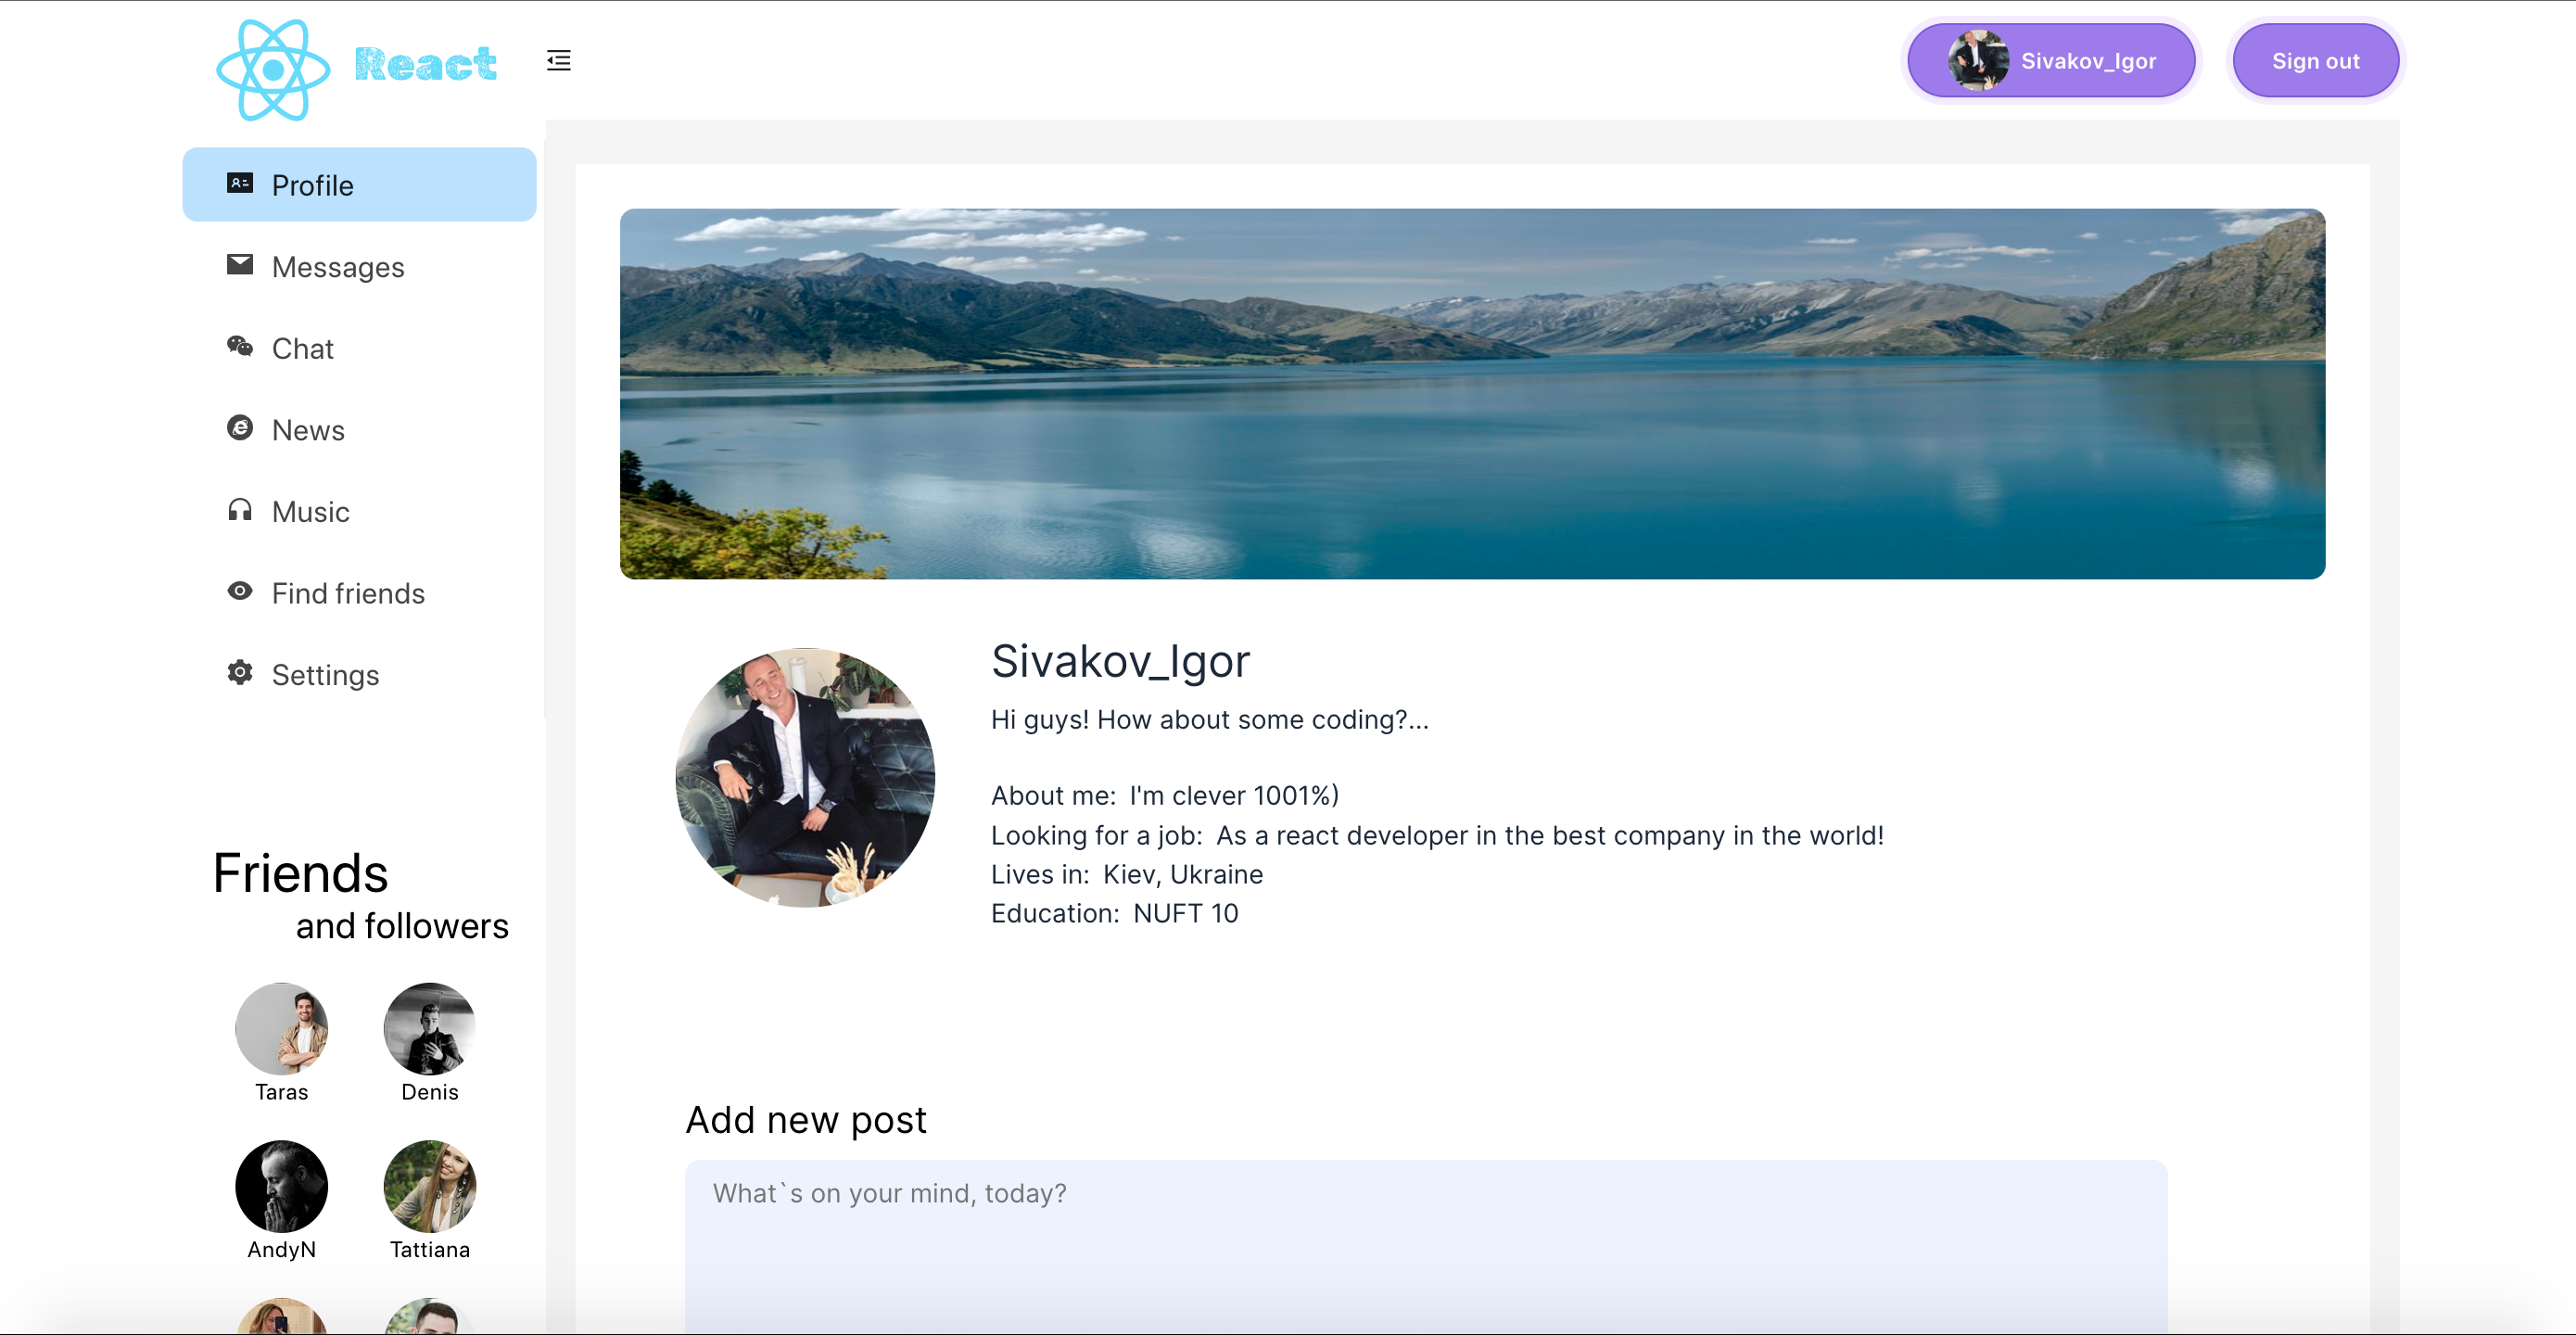 React
Sivakov_Igor
Sign out
Profile
Messages
Chat
News
Music
Find friends
Settings
Friends
and followers
Taras
Denis
AndyN
Tattiana
Sivakov_Igor
Hi guys! How about some coding?...
About me: I'm clever 1001%)
Looking for a job: As a react developer in the best company in the world!
Lives in: Kiev, Ukraine
Education: NUFT 10
Add new post
What`s on your mind, today?